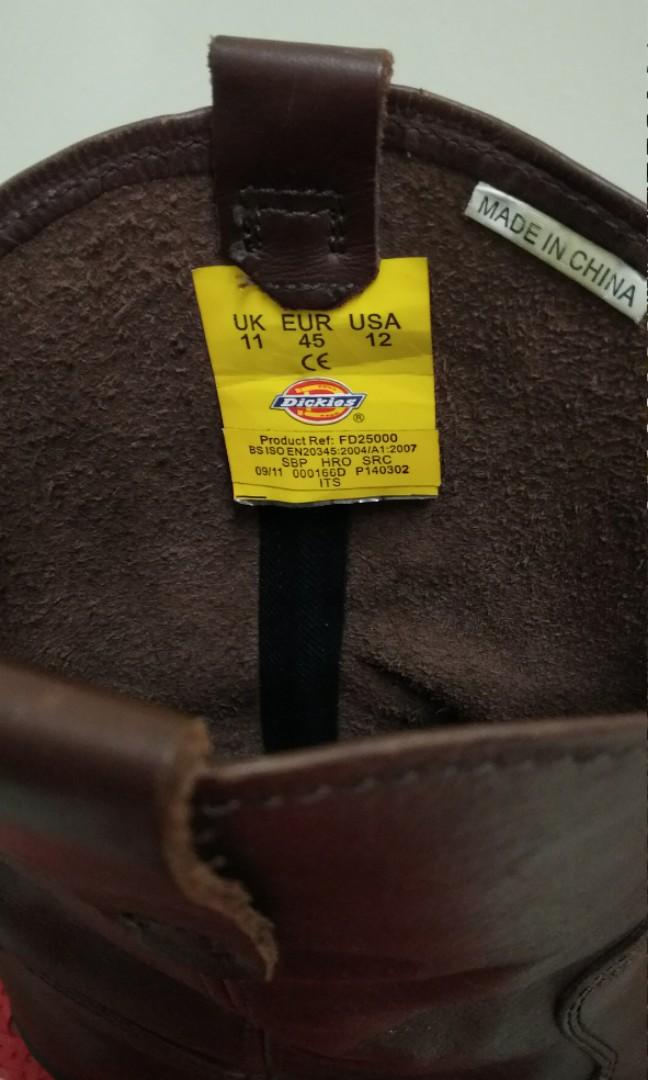 MADE IN CHINA
UK EUR USA
11 45 12
CE
Dickies ®
Product Ref: FD25000
BS ISO EN20345:2004/A1:2007
SBP HRO SRC
09/11 000166D P140302
ITS